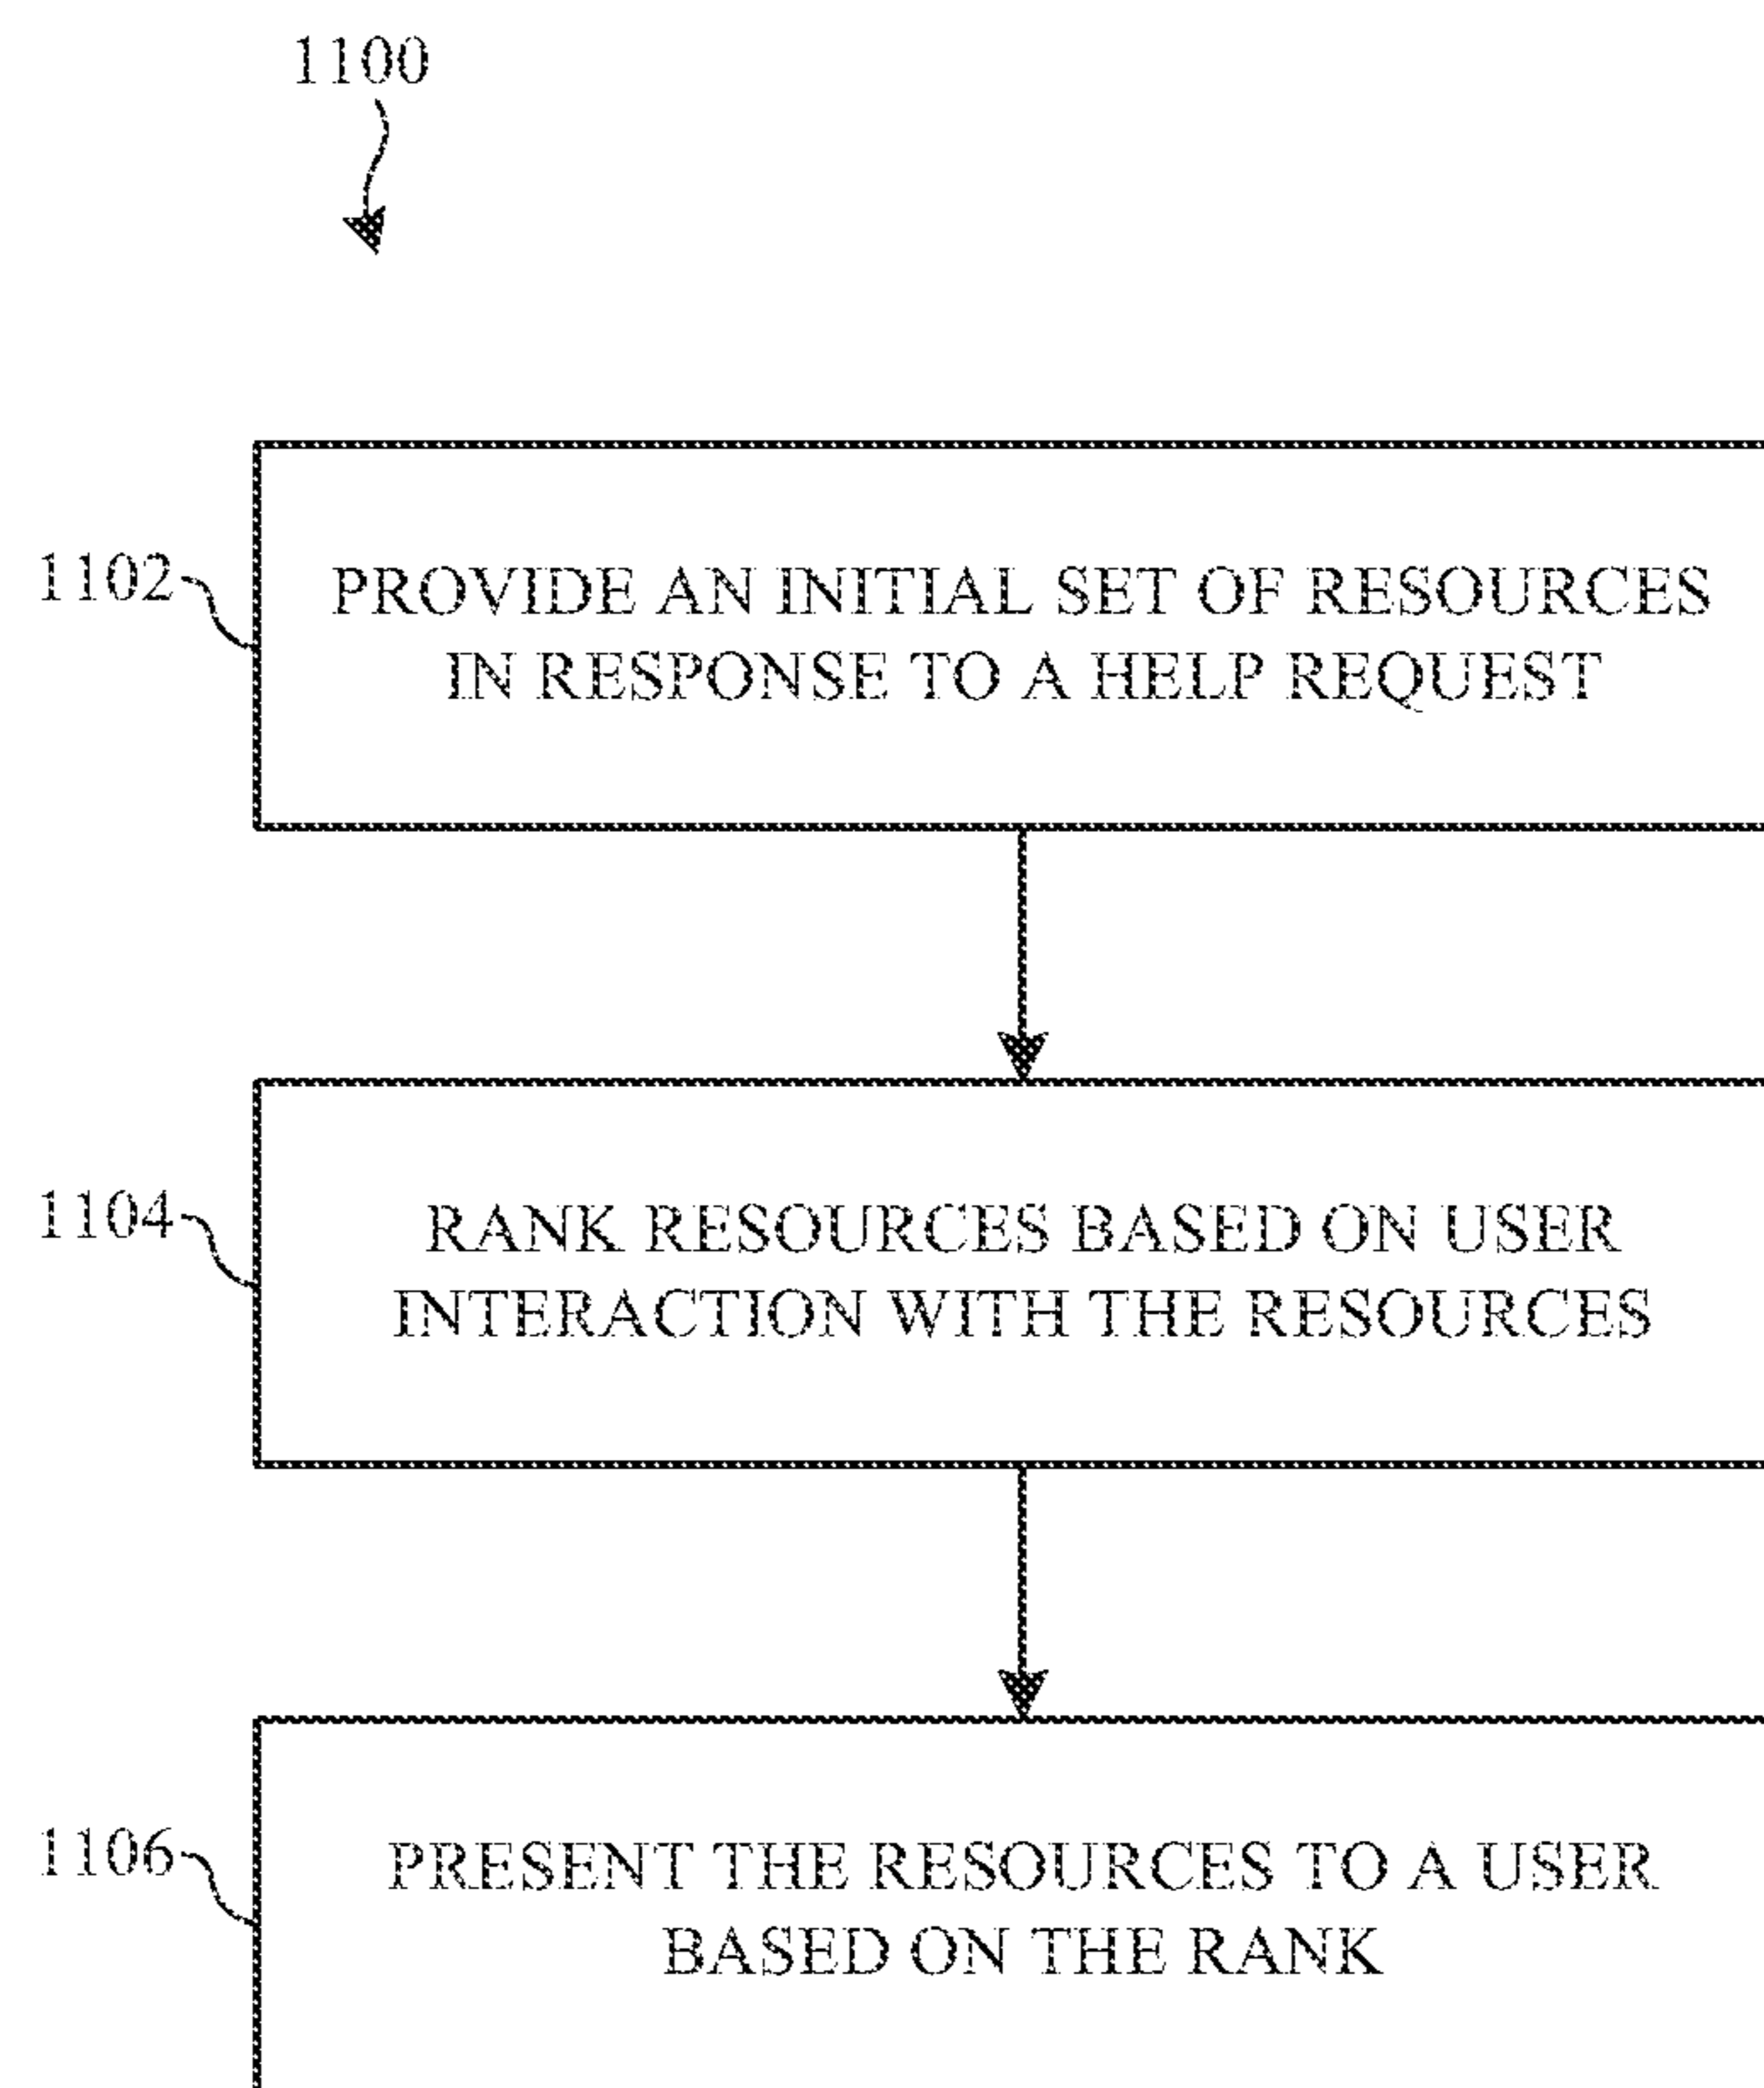 1100
1102
PROVIDE AN INITIAL SET OF RESOURCES
IN RESPONSE TO A HELP REQUEST
1104
RANK RESOURCES BASED ON USER
INTERACTION WITH THE RESOURCES
1106
PRESENT THE RESOURCES TO A USER
BASED ON THE RANK